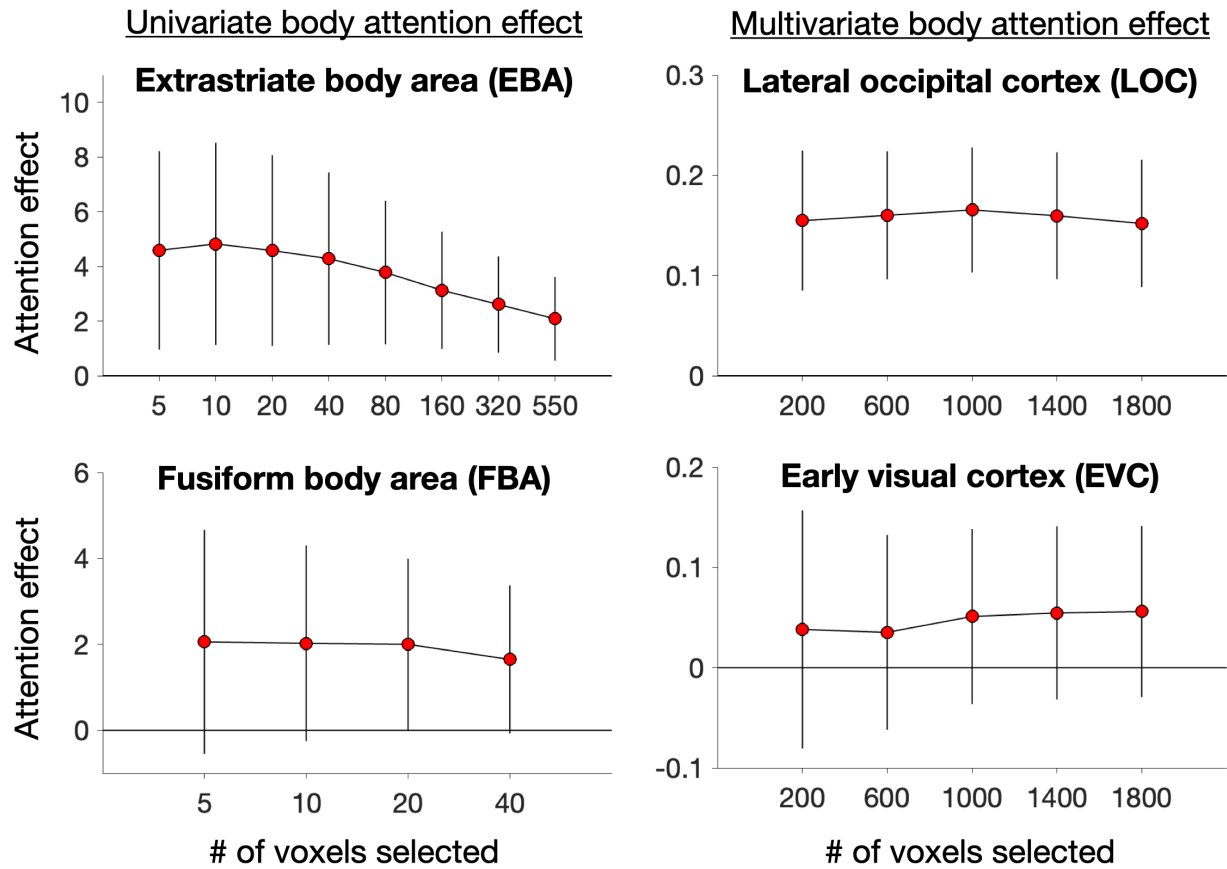 Univariate body attention effect
Multivariate body attention effect
Extrastriate body area (EBA)
Attention effect
10
8
6
4
2
0
5 10 20 40 80 160 320 550
Lateral occipital cortex (LOC)
0.3
0.2
0.1
0
200 600 1000 1400 1800
Fusiform body area (FBA)
Attention effect
6
4
2
0
5 10 20 40
# of voxels selected
Early visual cortex (EVC)
0.2
0.1
0
-0.1
200 600 1000 1400 1800
# of voxels selected